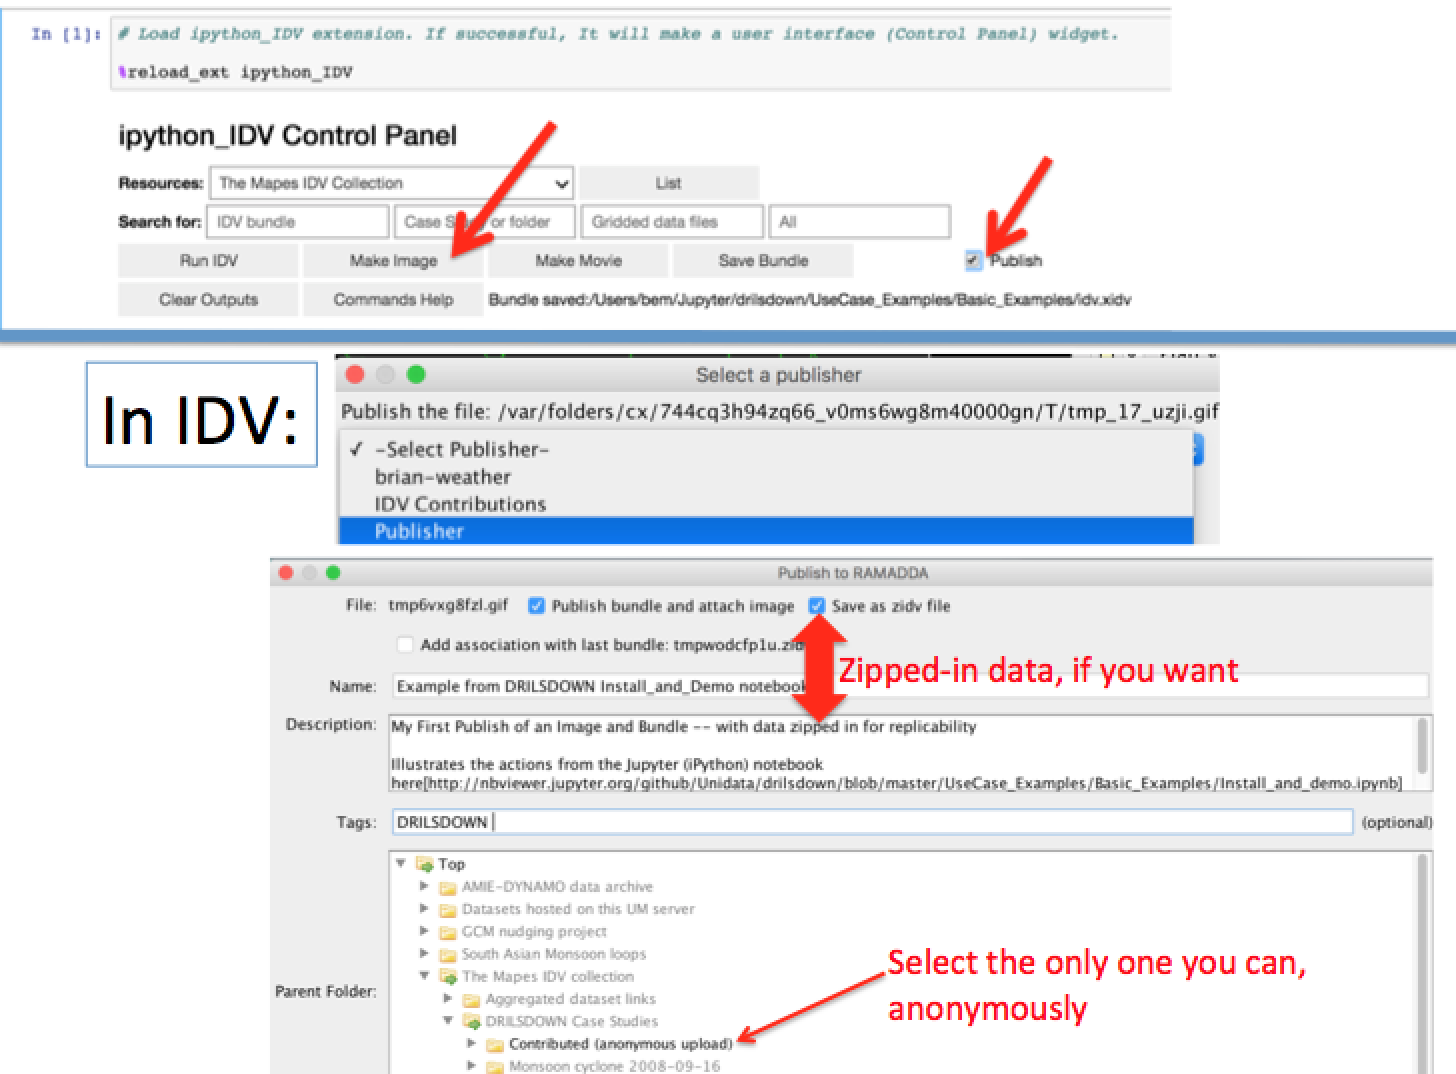 In [1]: # Load ipython_IDV extension. If successful, It will make a user interface (Control Panel) widget.
%reload_ext ipython_IDV
ipython_IDV Control Panel
Resources: The Mapes IDV Collection List
Search for: IDV bundle Case or folder Gridded data files All
Run IDV Make Image Make Movie Save Bundle Publish
Clear Outputs Commands Help Bundle saved:/Users/bem/Jupyter/drilsdown/UseCase_Examples/Basic_Examples/idv.xidv
In IDV:
Select a publisher
Publish the file: /var/folders/cx/744cq3h94zq66_v0ms6wg8m40000gn/T/tmp_17_uzji.gif
✓ -Select Publisher-
brian-weather
IDV Contributions
Publisher
Publish to RAMADDA
File: tmp6vxg8fzl.gif Publish bundle and attach image Save as zidv file
Add association with last bundle: tmpwodcfp1u.zid
Zipped-in data, if you want
Name: Example from DRILSDOWN Install_and_Demo notebook
Description: My First Publish of an Image and Bundle -- with data zipped in for replicability
Illustrates the actions from the Jupyter (iPython) notebook
here[http://nbviewer.jupyter.org/github/Unidata/drilsdown/blob/master/UseCase_Examples/Basic_Examples/Install_and_demo.ipynb]
Tags: DRILSDOWN (optional)
Top
AMIE-DYNAMO data archive
Datasets hosted on this UM server
GCM nudging project
South Asian Monsoon loops
Select the only one you can,
anonymously
The Mapes IDV collection
Parent Folder:
Aggregated dataset links
DRILSDOWN Case Studies
Contributed (anonymous upload)
Monsoon cyclone 2008-09-16